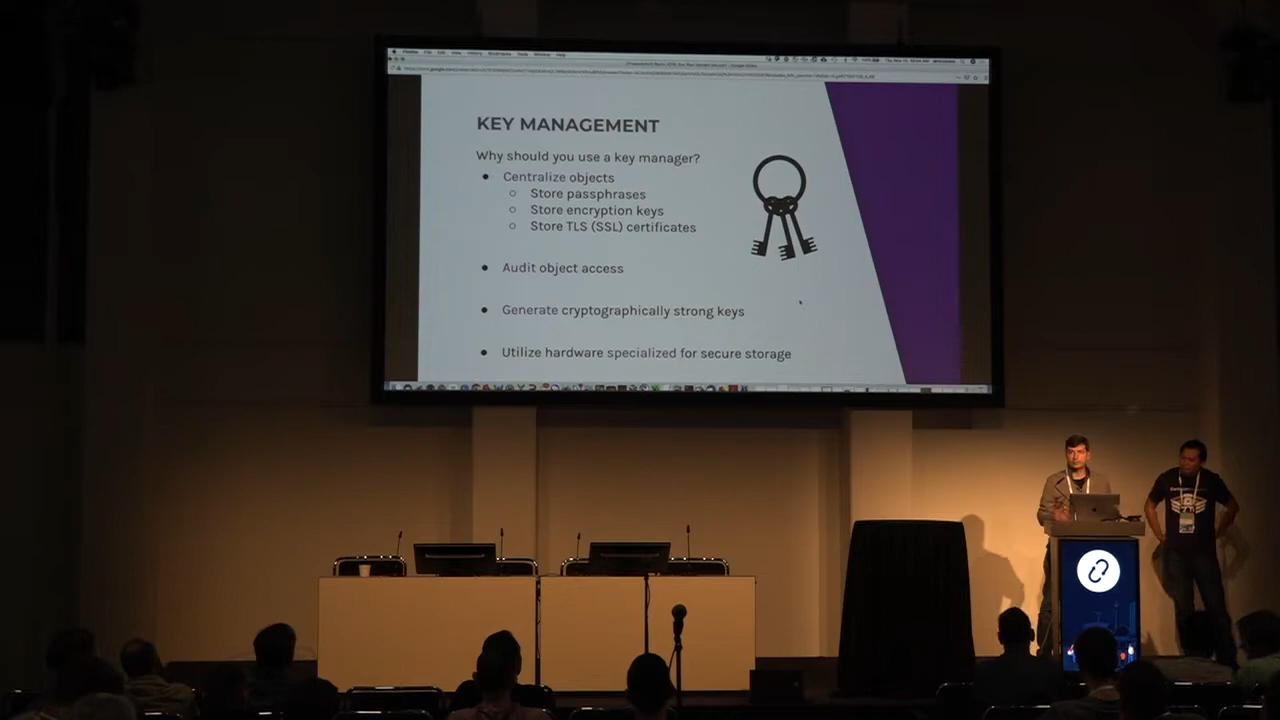 KEY MANAGEMENT
Why should you use a key manager?
● Centralize objects
○ Store passphrases
○ Store encryption keys
○ Store TLS (SSL) certificates
● Audit object access
● Generate cryptographically strong keys
● Utilize hardware specialized for secure storage